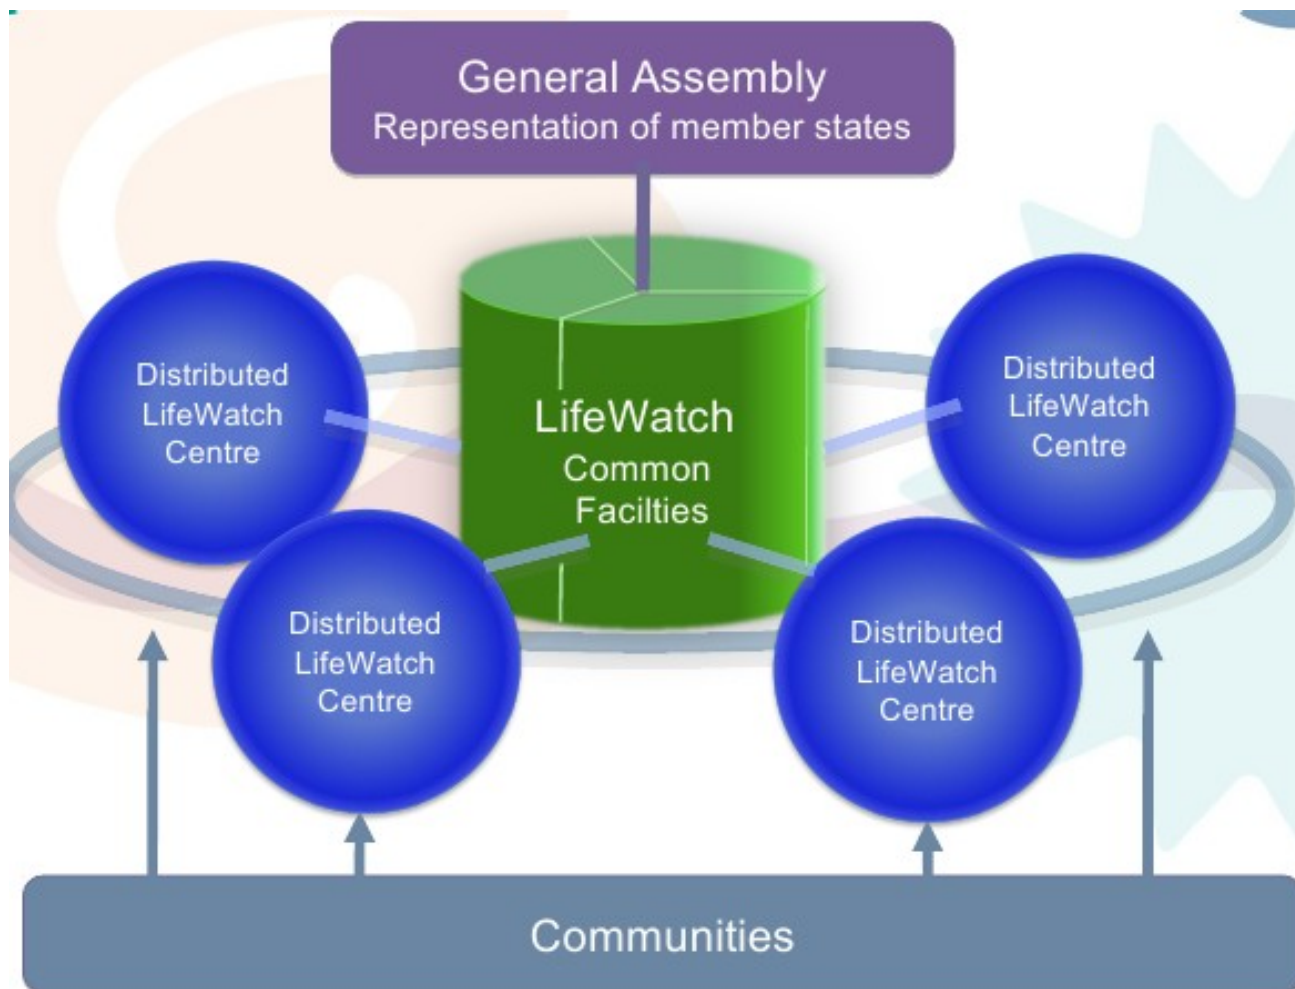 General Assembly
Representation of member states
Distributed
LifeWatch
Centre
LifeWatch
Common
Facilties
Distributed
LifeWatch
Centre
Distributed
LifeWatch
Centre
Distributed
LifeWatch
Centre
Communities